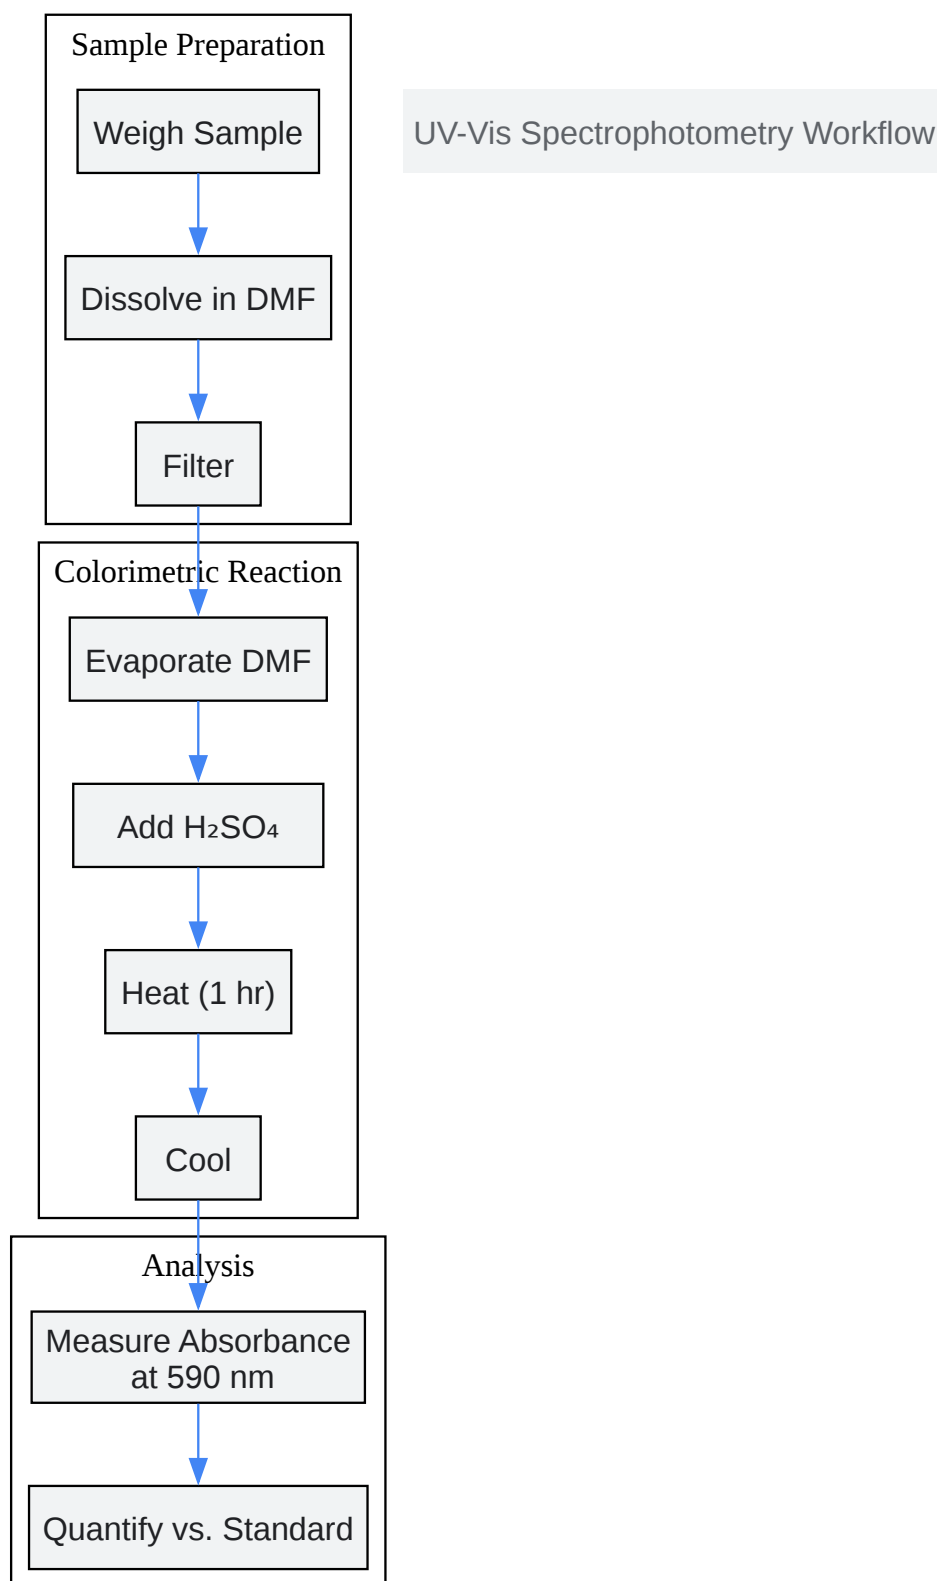 Sample Preparation
Weigh Sample
UV-Vis Spectrophotometry Workflow
Dissolve in DMF
Filter
Colorimetric Reaction
Evaporate DMF
Add H₂SO₄
Heat (1 hr)
Cool
Analysis
Measure Absorbance
at 590 nm
Quantify vs. Standard